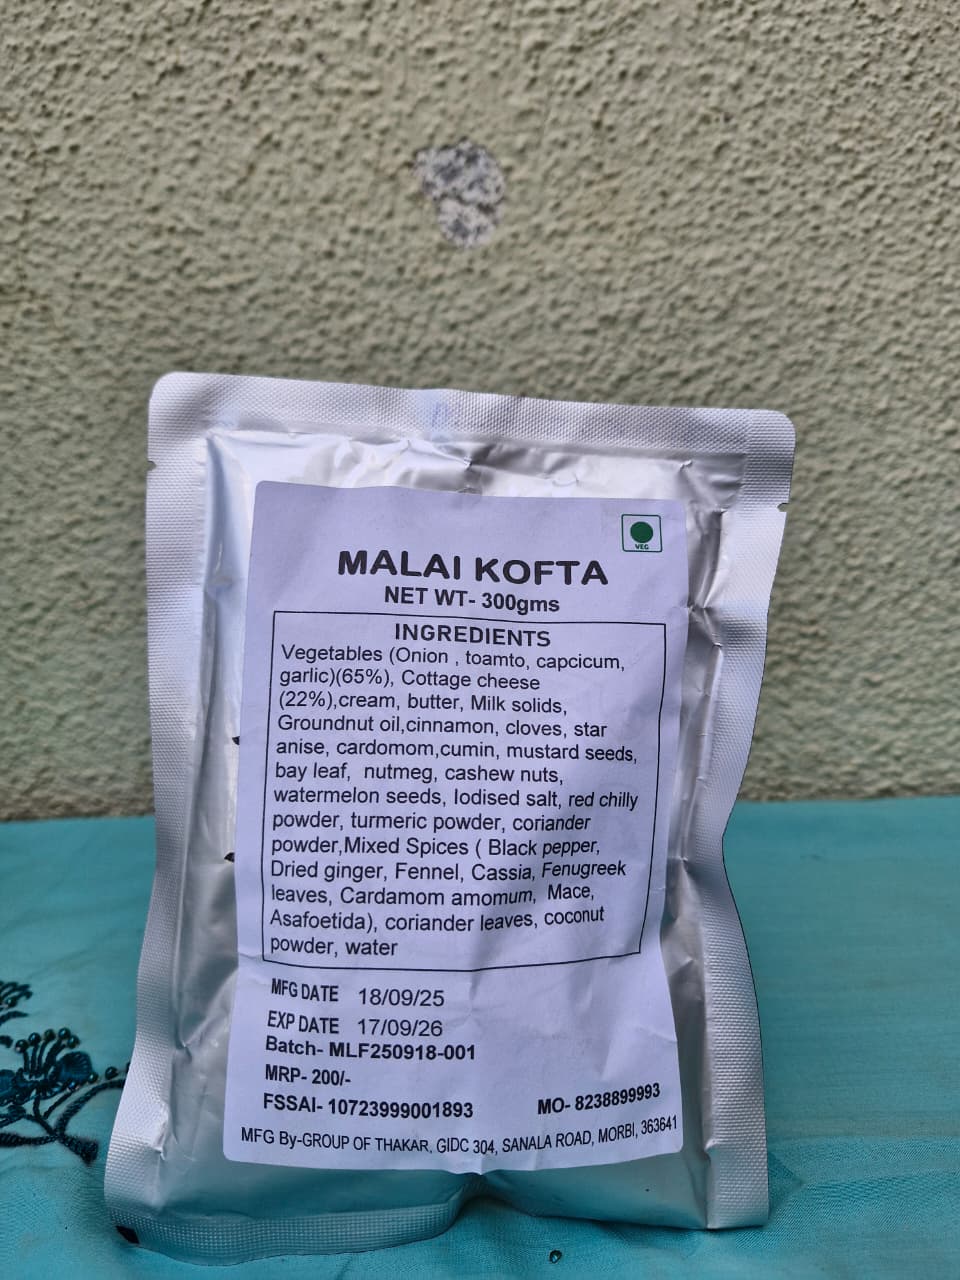 VEG
MALAI KOFTA
NET WT- 300gms
INGREDIENTS
Vegetables (Onion , toamto, capcicum,
garlic)(65%), Cottage cheese
(22%),cream, butter, Milk solids,
Groundnut oil,cinnamon, cloves, star
anise, cardomom,cumin, mustard seeds,
bay leaf, nutmeg, cashew nuts,
watermelon seeds, Iodised salt, red chilly
powder, turmeric powder, coriander
powder,Mixed Spices ( Black pepper,
Dried ginger, Fennel, Cassia, Fenugreek
leaves, Cardamom amomum, Mace,
Asafoetida), coriander leaves, coconut
powder, water
MFG DATE 18/09/25
EXP DATE 17/09/26
Batch- MLF250918-001
MRP- 200/-
FSSAI- 10723999001893 MO- 8238899993
MFG By-GROUP OF THAKAR, GIDC 304, SANALA ROAD, MORBI, 363641